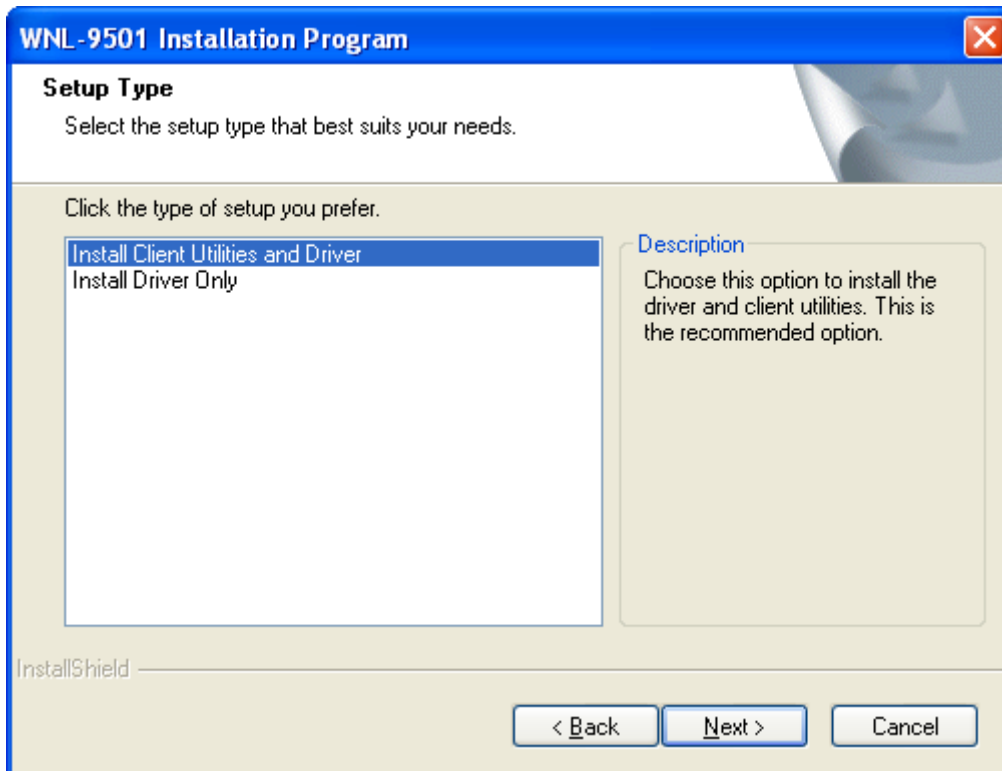 WNL-9501 Installation Program
Setup Type
Select the setup type that best suits your needs.
Click the type of setup you prefer.
Install Client Utilities and Driver
Install Driver Only
Description
Choose this option to install the
driver and client utilities. This is
the recommended option.
InstallShield
< Back
Next >
Cancel